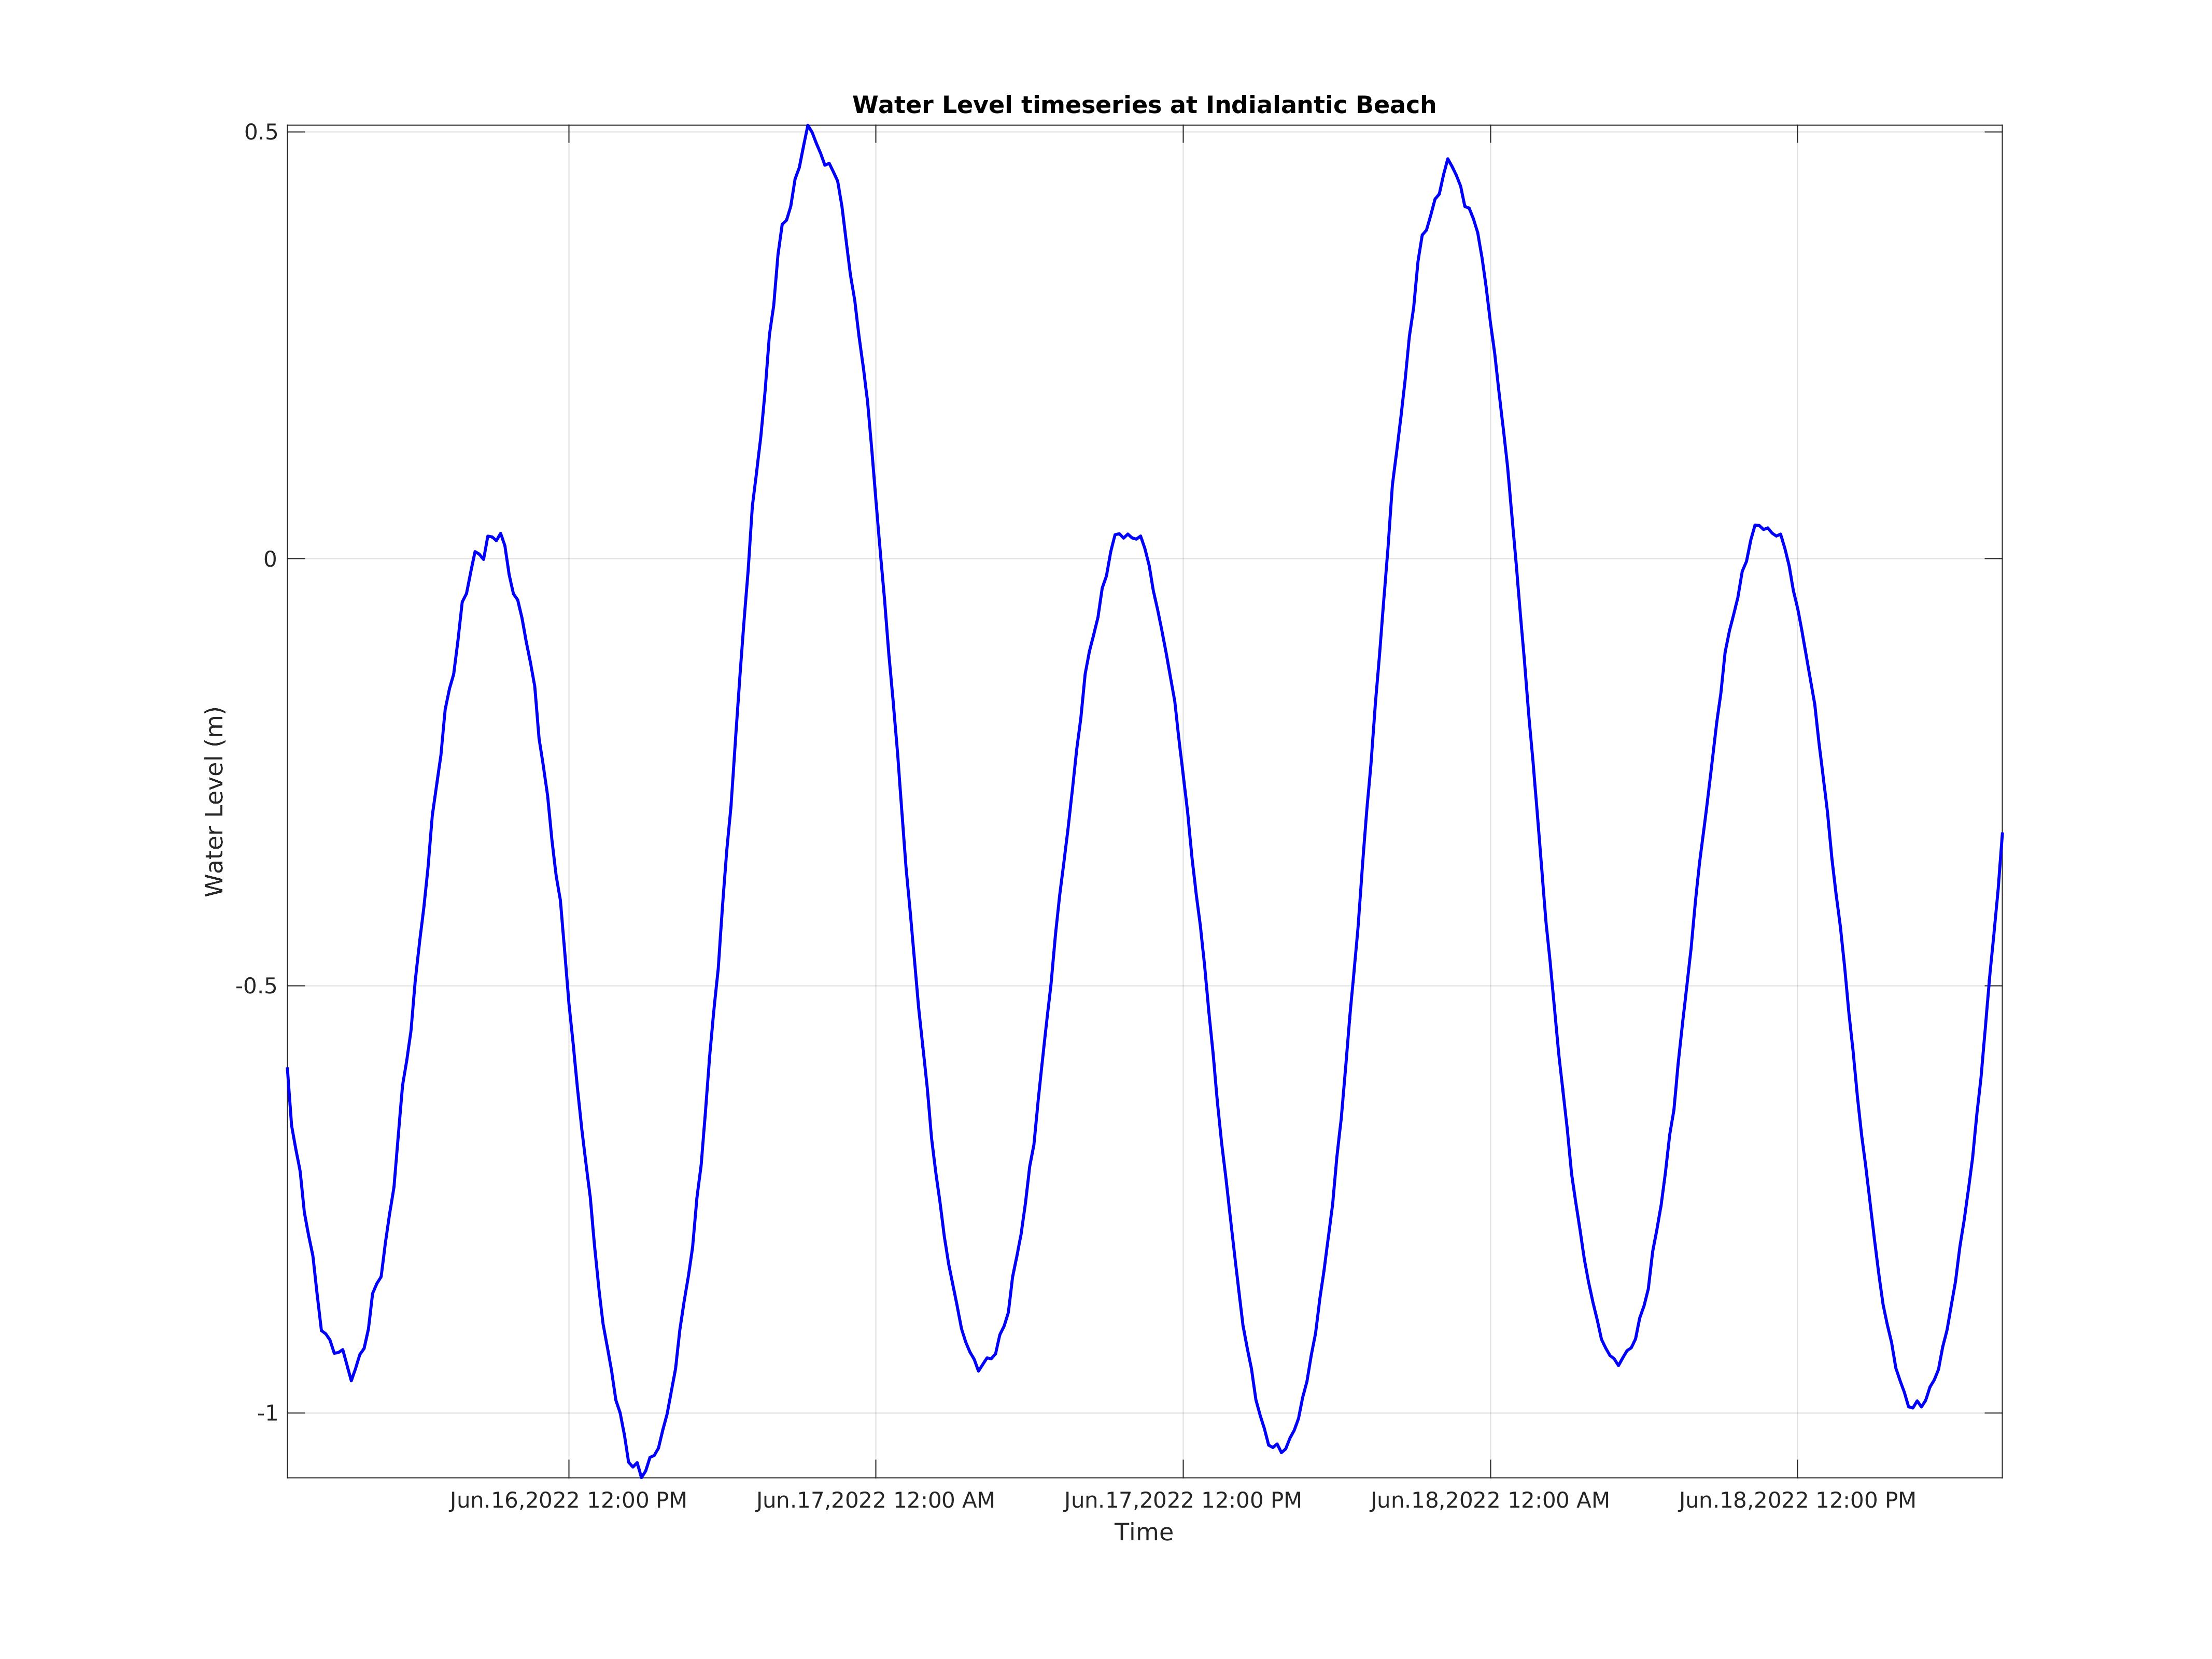 Water Level timeseries at Indialantic Beach
0.5
0
-0.5
-1
Water Level (m)
Jun.16,2022 12:00 PM
Jun.17,2022 12:00 AM
Jun.17,2022 12:00 PM
Jun.18,2022 12:00 AM
Jun.18,2022 12:00 PM
Time